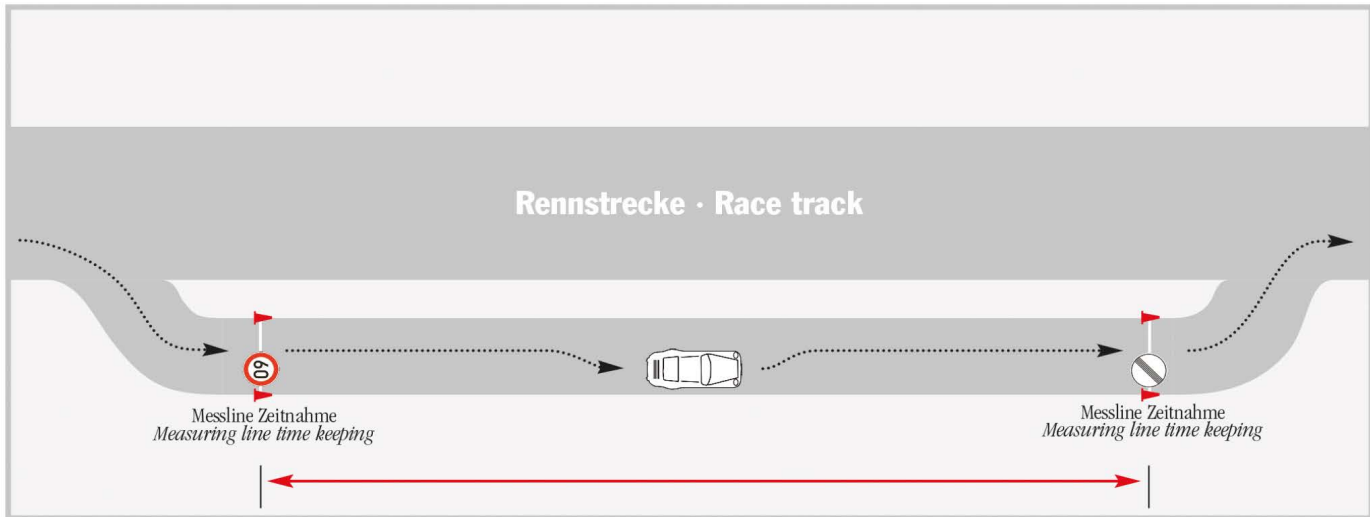 Rennstrecke · Race track
60
Messline Zeitnahme
Measuring line time keeping
Messline Zeitnahme
Measuring line time keeping